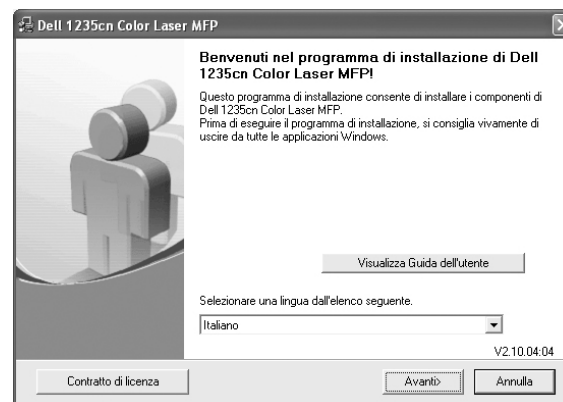 Dell 1235cn Color Laser MFP
Benvenuti nel programma di installazione di Dell
1235cn Color Laser MFP!
Questo programma di installazione consente di installare i componenti di
Dell 1235cn Color Laser MFP.
Prima di eseguire il programma di installazione, si consiglia vivamente di
uscire da tutte le applicazioni Windows.
Visualizza Guida dell'utente
Selezionare una lingua dall'elenco seguente.
Italiano
V2.10.04:04
Contratto di licenza
Avanti>
Annulla